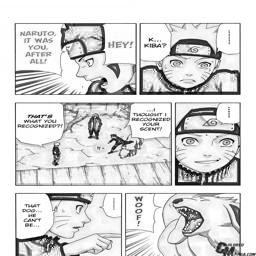 K...
KIBA?
......
HEY!
NARUTO,
IT WAS
YOU,
AFTER
ALL!
......
...I
THOUGHT I
RECOGNIZED
YOUR
SCENT!
THAT'S
WHAT YOU
RECOGNIZED?!
WOOF!
THAT
DOG...
HE
CAN'T
BE...